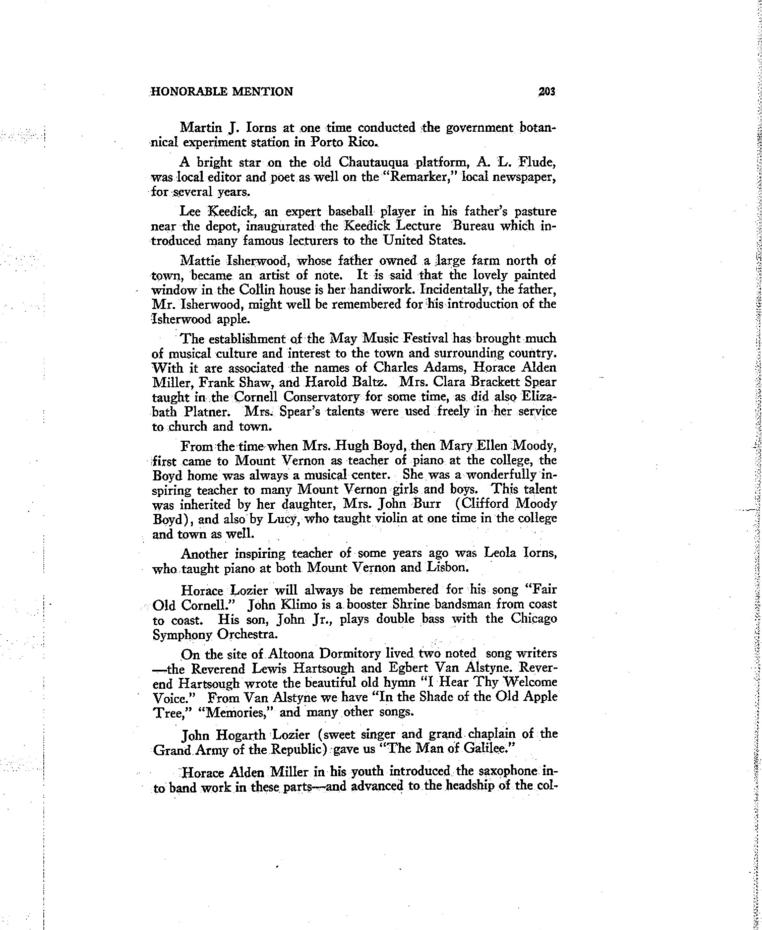 HONORABLE MENTION 203
Martin J. Iorns at one time conducted the government botan-
nical experiment station in Porto Rico.
A bright star on the old Chautauqua platform, A. L. Flude,
was local editor and poet as well on the "Remarker," local newspaper,
for several years.
Lee Keedick, an expert baseball player in his father's pasture
near the depot, inaugurated the Keedick Lecture Bureau which in-
troduced many famous lecturers to the United States.
Mattie Isherwood, whose father owned a large farm north of
town, became an artist of note. It is said that the lovely painted
window in the Collin house is her handiwork. Incidentally, the father,
Mr. Isherwood, might well be remembered for his introduction of the
Isherwood apple.
The establishment of the May Music Festival has brought much
of musical culture and interest to the town and surrounding country.
With it are associated the names of Charles Adams, Horace Alden
Miller, Frank Shaw, and Harold Baltz. Mrs. Clara Brackett Spear
taught in the Cornell Conservatory for some time, as did also Eliza-
bath Platner. Mrs. Spear's talents were used freely in her service
to church and town.
From the time when Mrs. Hugh Boyd, then Mary Ellen Moody,
first came to Mount Vernon as teacher of piano at the college, the
Boyd home was always a musical center. She was a wonderfully in-
spiring teacher to many Mount Vernon girls and boys. This talent
was inherited by her daughter, Mrs. John Burr (Clifford Moody
Boyd), and also by Lucy, who taught violin at one time in the college
and town as well.
Another inspiring teacher of some years ago was Leola Iorns,
who taught piano at both Mount Vernon and Lisbon.
Horace Lozier will always be remembered for his song "Fair
Old Cornell." John Klimo is a booster Shrine bandsman from coast
to coast. His son, John Jr., plays double bass with the Chicago
Symphony Orchestra.
On the site of Altoona Dormitory lived two noted song writers
—the Reverend Lewis Hartsough and Egbert Van Alstyne. Rever-
end Hartsough wrote the beautiful old hymn "I Hear Thy Welcome
Voice." From Van Alstyne we have "In the Shade of the Old Apple
Tree," "Memories," and many other songs.
John Hogarth Lozier (sweet singer and grand chaplain of the
Grand Army of the Republic) gave us "The Man of Galilee."
Horace Alden Miller in his youth introduced the saxophone in-
to band work in these parts—and advanced to the headship of the col-